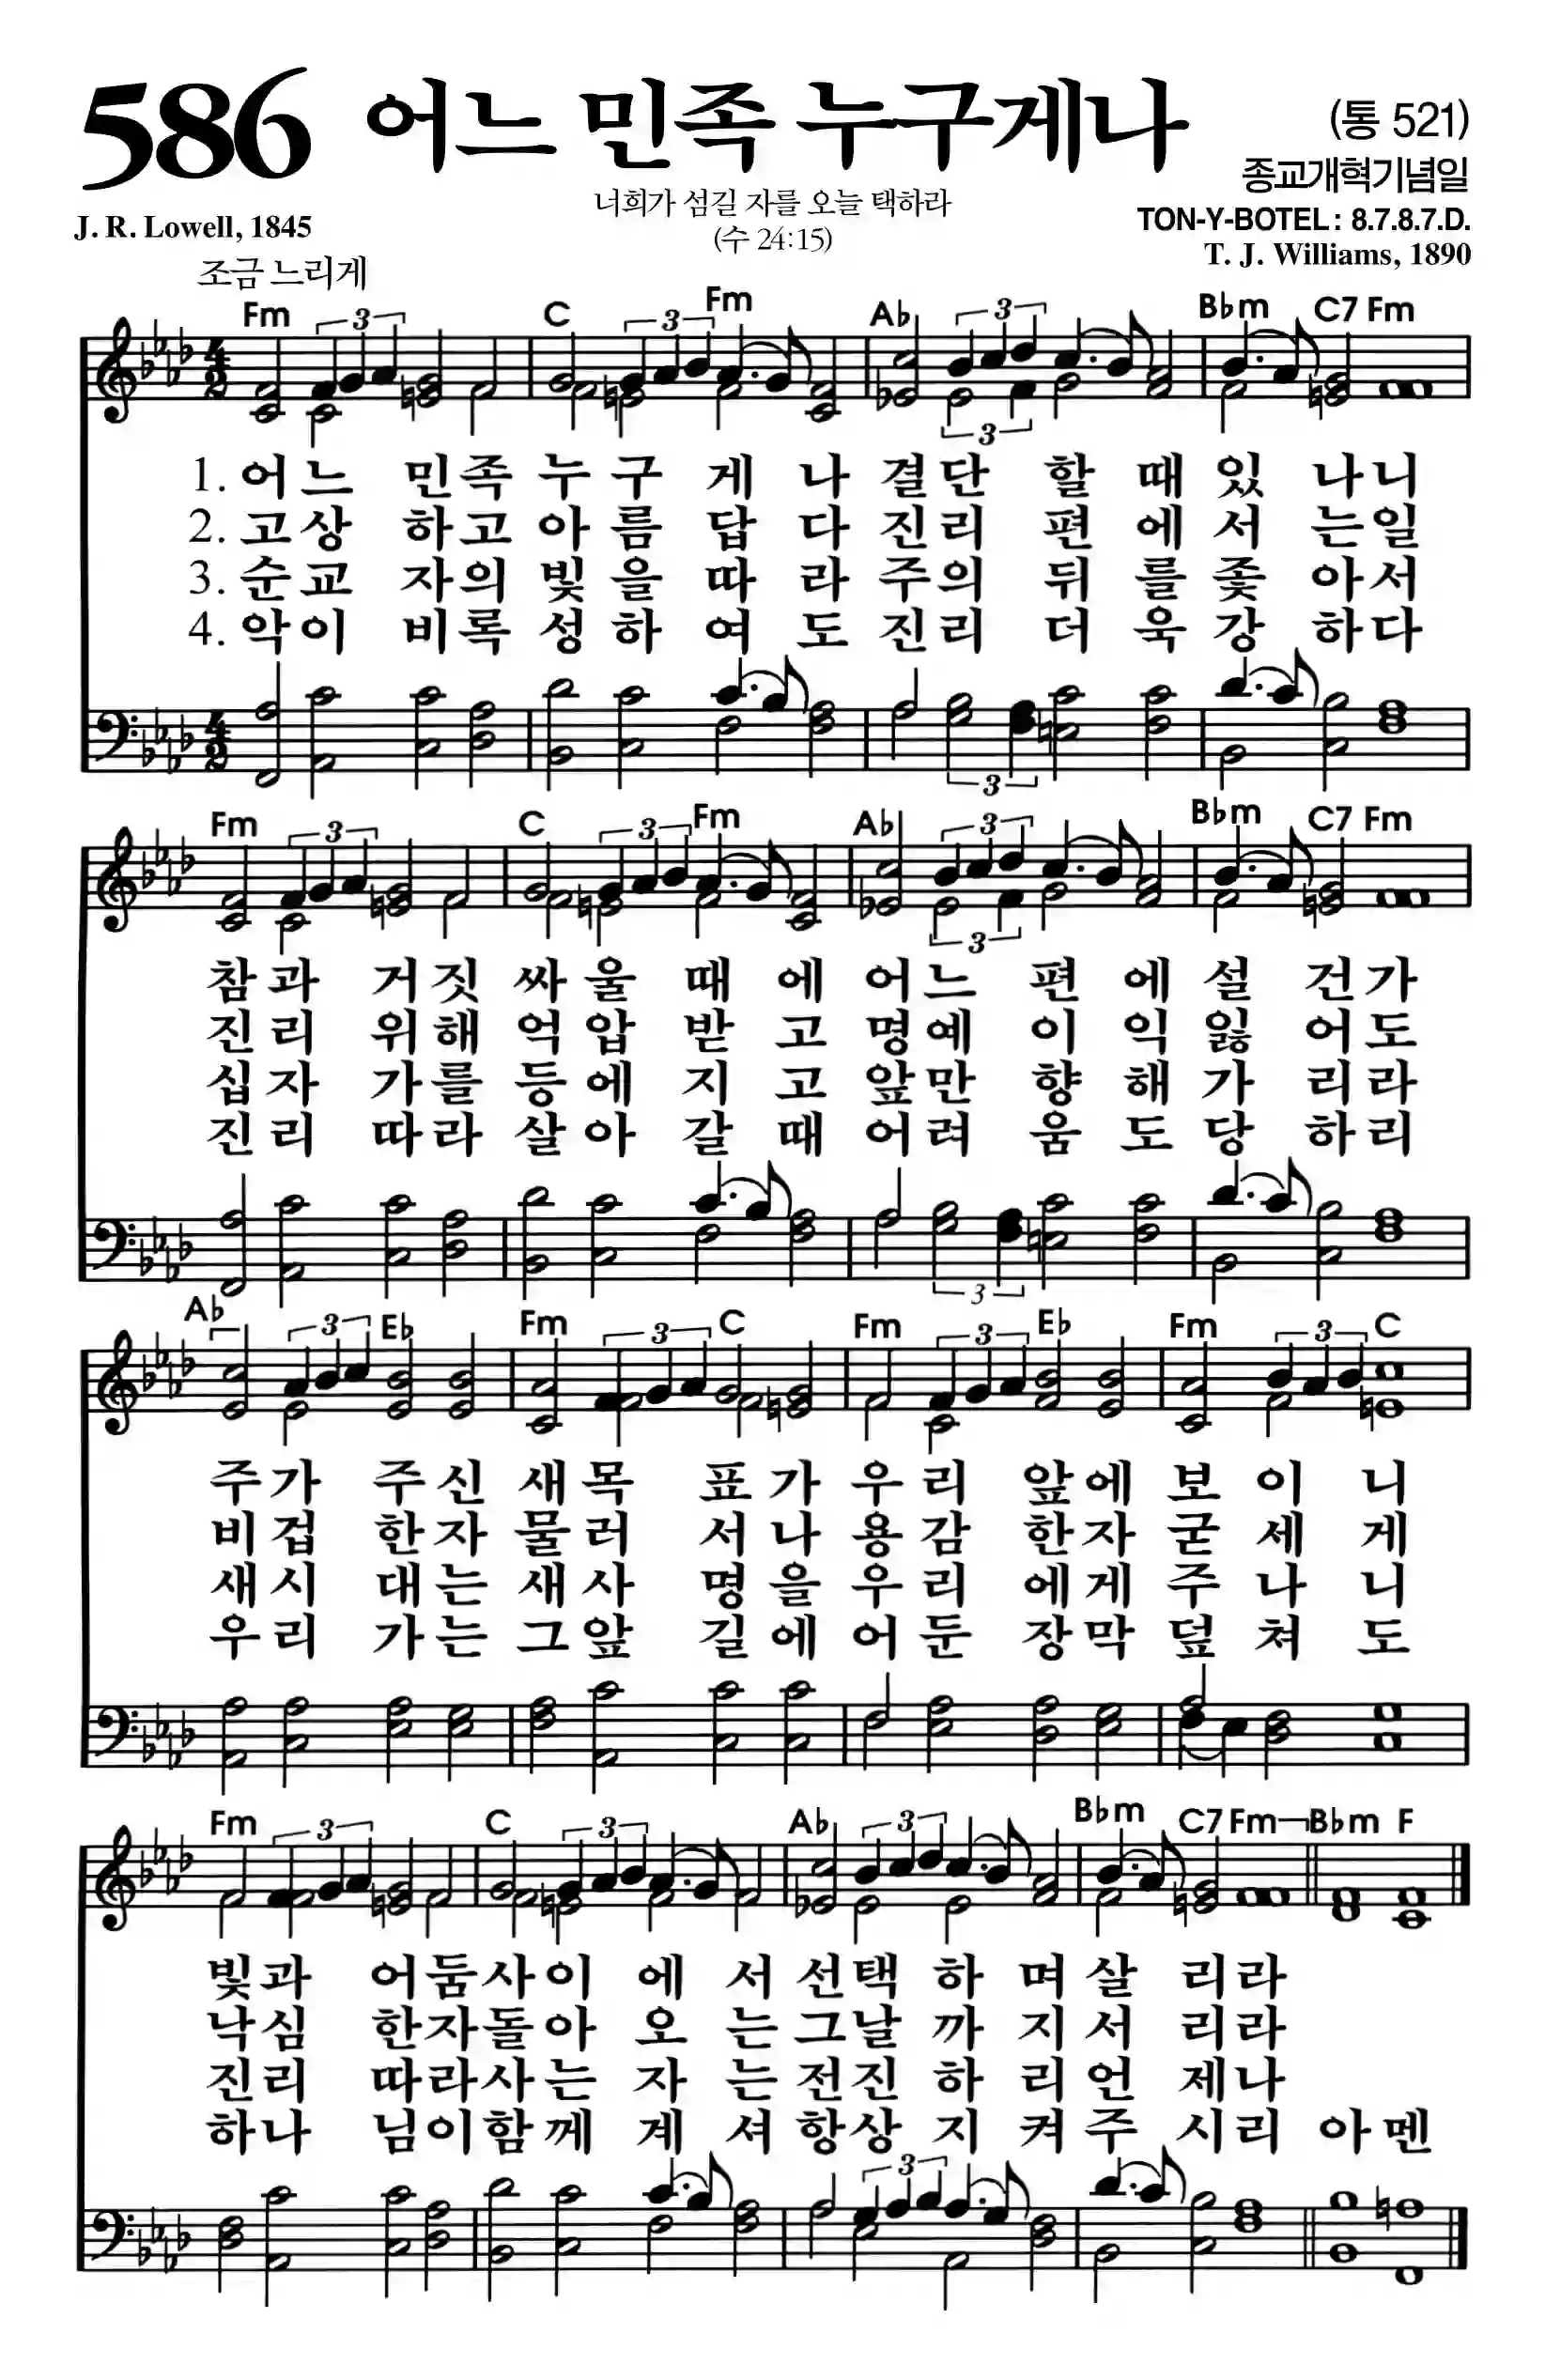 586 어느 민족 누구게나 (통 521)
종교개혁기념일
너희가 섬길 자를 오늘 택하라
(수 24:15)
J. R. Lowell, 1845
TON-Y-BOTEL: 8.7.8.7.D.
T. J. Williams, 1890
조금 느리게
Fm 3 C 3 Fm A♭ 3 B♭m C7 Fm
3
1. 어느 민족 누구 게 나 결단 할 때 있 나니
2. 고상 하고 아름 답 다 진리 편 에 서 는일
3. 순교 자의 빛을 따 라 주의 뒤 를 좇 아서
4. 악이 비록 성하 여 도 진리 더 욱 강 하다
3
Fm 3 C 3 Fm A♭ 3 B♭m C7 Fm
3
참과 거짓 싸울 때 에 어느 편 에 설 건가
진리 위해 억압 받 고 명예 이 익 잃 어도
십자 가를 등에 지 고 앞만 향 해 가 리라
진리 따라 살아 갈 때 어려 움 도 당 하리
3
A♭ 3 E♭ Fm 3 C Fm 3 E♭ Fm 3 C
주가 주신 새목 표가 우리 앞에 보 이 니
비겁 한자 물러 서나 용감 한자 굳 세 게
새시 대는 새사 명을 우리 에게 주 나 니
우리 가는 그앞 길에 어둔 장막 덮 쳐 도
Fm 3 C 3 A♭ 3 B♭m C7 Fm B♭m F
빛과 어둠사이 에 서 선택 하 며 살 리라
낙심 한자돌아 오 는 그날 까 지 서 리라
진리 따라사는 자 는 전진 하 리 언 제나
하나 님이함께 계 셔 항상 지 켜 주 시리 아멘
3